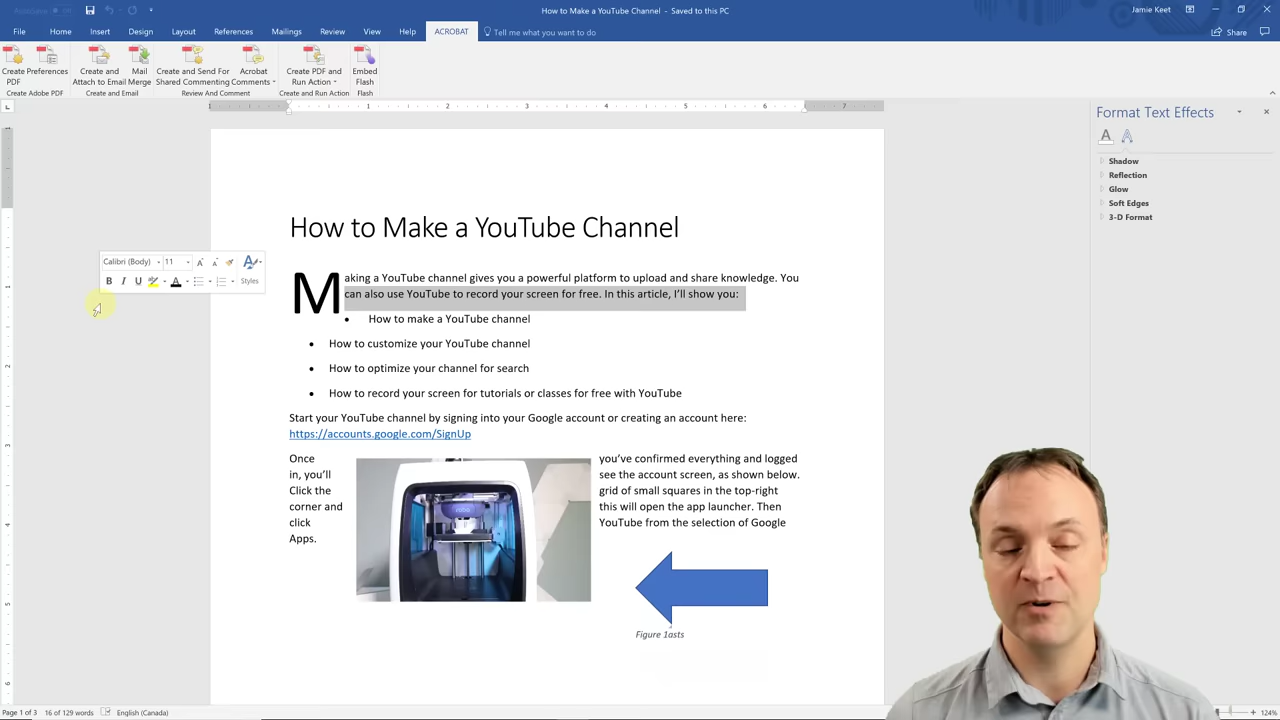 AutoSave
How to Make a YouTube Channel - Saved to this PC
Jamie Keet
File Home Insert Design Layout References Mailings Review View Help ACROBAT Tell me what you want to do Share
Create PDF Preferences Create and Attach to Email Mail Merge Create and Send For Shared Commenting Acrobat Comments Create PDF and Run Action Embed Flash
Create Adobe PDF Create and Email Review And Comment Create and Run Action Flash
1 1 2 3 4 5 6 7
Format Text Effects
A A
Shadow
Reflection
Glow
Soft Edges
3-D Format
How to Make a YouTube Channel
Calibri (Body) 11 A A A
B I U A Styles
Making a YouTube channel gives you a powerful platform to upload and share knowledge. You
can also use YouTube to record your screen for free. In this article, I'll show you:
• How to make a YouTube channel
• How to customize your YouTube channel
• How to optimize your channel for search
• How to record your screen for tutorials or classes for free with YouTube
Start your YouTube channel by signing into your Google account or creating an account here:
https://accounts.google.com/SignUp
Once you've confirmed everything and logged
in, you'll see the account screen, as shown below.
Click the grid of small squares in the top-right
corner and this will open the app launcher. Then
click YouTube from the selection of Google
Apps.
robo
Figure 1asts
Page 1 of 3 16 of 129 words English (Canada) 124%